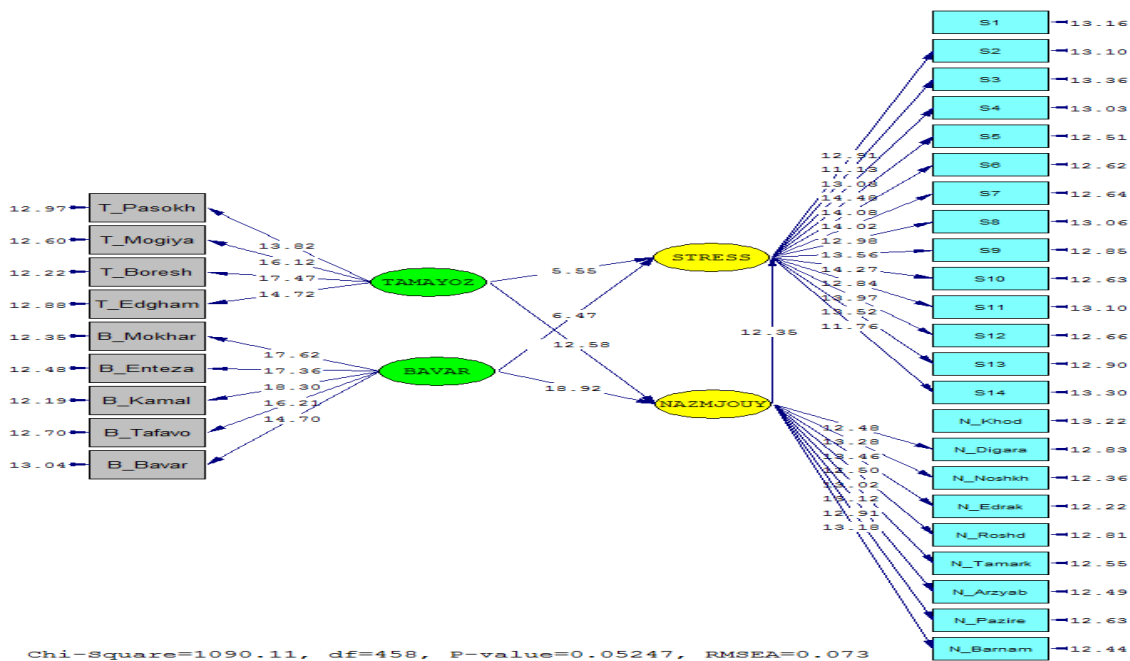 S1 13.16
S2 13.10
S3 13.36
S4 13.03
S5 12.51
S6 12.62
S7 12.64
S8 13.06
S9 12.85
S10 12.63
S11 13.10
S12 12.66
S13 12.90
S14 13.30
N_Khod 13.22
N_Digara 12.83
N_Noshkh 12.36
N_Edrak 12.22
N_Roshd 12.81
N_Tamark 12.55
N_Arzyab 12.49
N_Pazire 12.63
N_Barnam 12.44
12.97 T_Pasokh
12.60 T_Mogiya
12.22 T_Boresh
12.88 T_Edgham
12.35 B_Mokhar
12.48 B_Enteza
12.19 B_Kamal
12.70 B_Tafavo
13.04 B_Bavar
13.82
16.12
17.47
14.72
17.62
17.36
18.30
16.21
14.70
TAMAYOZ
BAVAR
5.55
6.47
12.58
18.92
STRESS
12.35
NAZMJOUY
12.91
11.13
13.08
14.48
14.08
14.02
12.98
13.56
14.27
12.84
13.97
13.52
11.76
12.48
13.28
13.02
13.12
12.91
13.18
Chi-Square=1090.11, df=458, P-value=0.05247, RMSEA=0.073